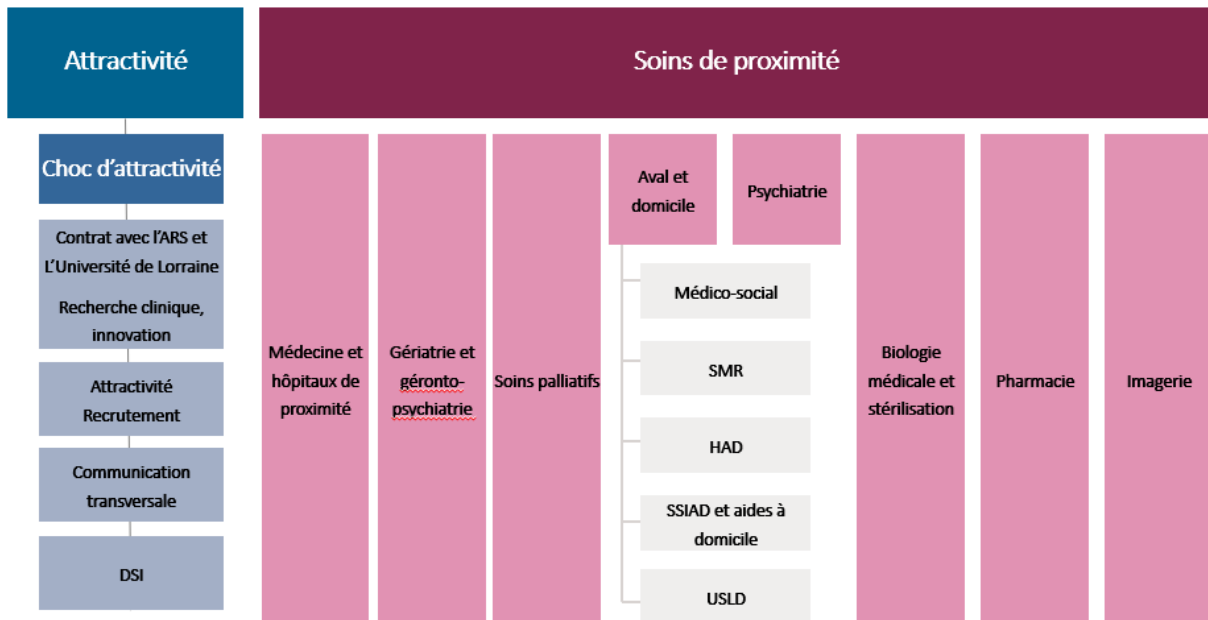 Attractivité
Soins de proximité
Choc d'attractivité
Contrat avec l'ARS et
L'Université de Lorraine
Recherche clinique,
innovation
Attractivité
Recrutement
Communication
transversale
DSI
Médecine et
hôpitaux de
proximité
Gériatrie et
géronto-
psychiatrie
Soins palliatifs
Aval et
domicile
Médico-social
SMR
HAD
SSIAD et aides à
domicile
USLD
Psychiatrie
Biologie
médicale et
stérilisation
Pharmacie
Imagerie